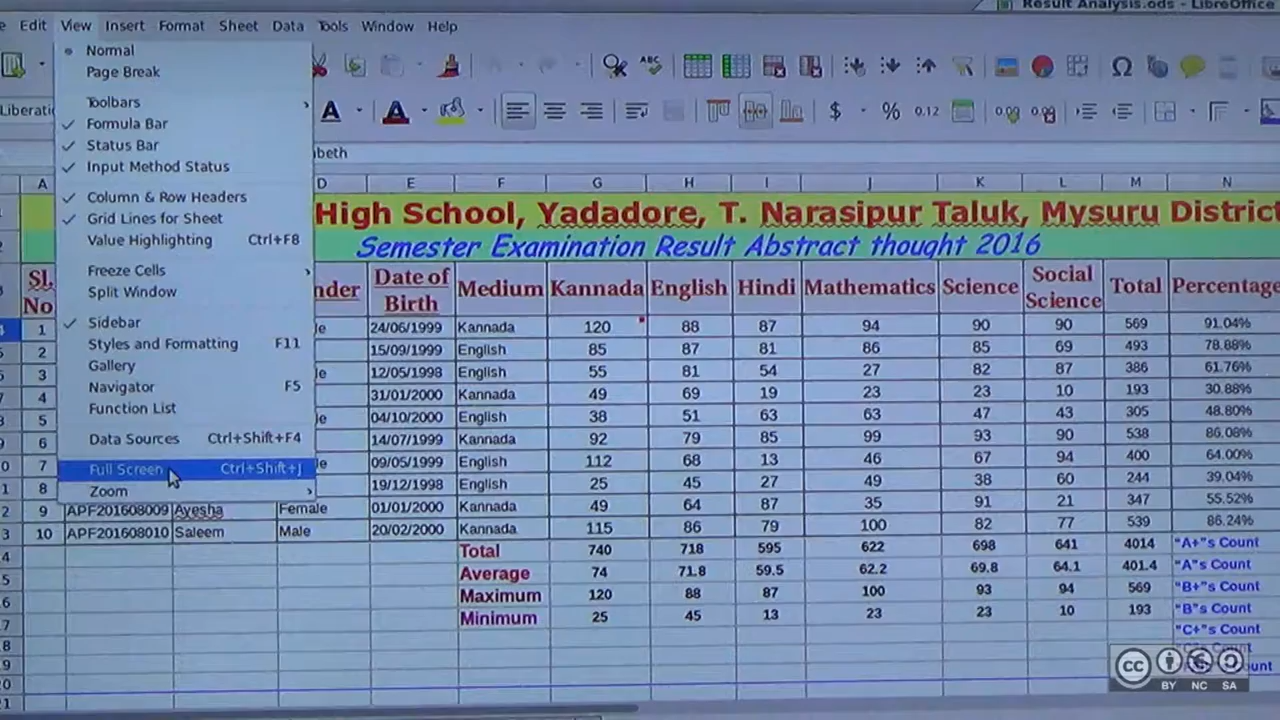 Result Analysis.ods - LibreOffice
Edit View Insert Format Sheet Data Tools Window Help
Normal
Page Break
Toolbars
Formula Bar
Status Bar
Input Method Status
Column & Row Headers
Grid Lines for Sheet
Value Highlighting Ctrl+F8
Freeze Cells
Split Window
Sidebar
Styles and Formatting F11
Gallery
Navigator F5
Function List
Data Sources Ctrl+Shift+F4
Full Screen Ctrl+Shift+J
Zoom
$ % 0.12
A D E F G H I J K L M N
High School, Yadadore, T. Narasipur Taluk, Mysuru District
Semester Examination Result Abstract thought 2016
Sl. No Date of Birth Medium Kannada English Hindi Mathematics Science Social Science Total Percentage
1 24/06/1999 Kannada 120 88 87 94 90 90 569 91.04%
2 15/09/1999 English 85 87 81 86 85 69 493 78.88%
3 12/05/1998 English 55 81 54 27 82 87 386 61.76%
4 31/01/2000 Kannada 49 69 19 23 23 10 193 30.88%
5 04/10/2000 English 38 51 63 63 47 43 305 48.80%
6 14/07/1999 Kannada 92 79 85 99 93 90 538 86.08%
7 09/05/1999 English 112 68 13 46 67 94 400 64.00%
8 19/12/1998 English 25 45 27 49 38 60 244 39.04%
9 APF201608009 Ayesha Female 01/01/2000 Kannada 49 64 87 35 91 21 347 55.52%
10 APF201608010 Saleem Male 20/02/2000 Kannada 115 86 79 100 82 77 539 86.24%
Total 740 718 595 622 698 641 4014 "A+"s Count
Average 74 71.8 59.5 62.2 69.8 64.1 401.4 "A"s Count
Maximum 120 88 87 100 93 94 569 "B+"s Count
Minimum 25 45 13 23 23 10 193 "B"s Count
"C+"s Count
cc BY NC SA